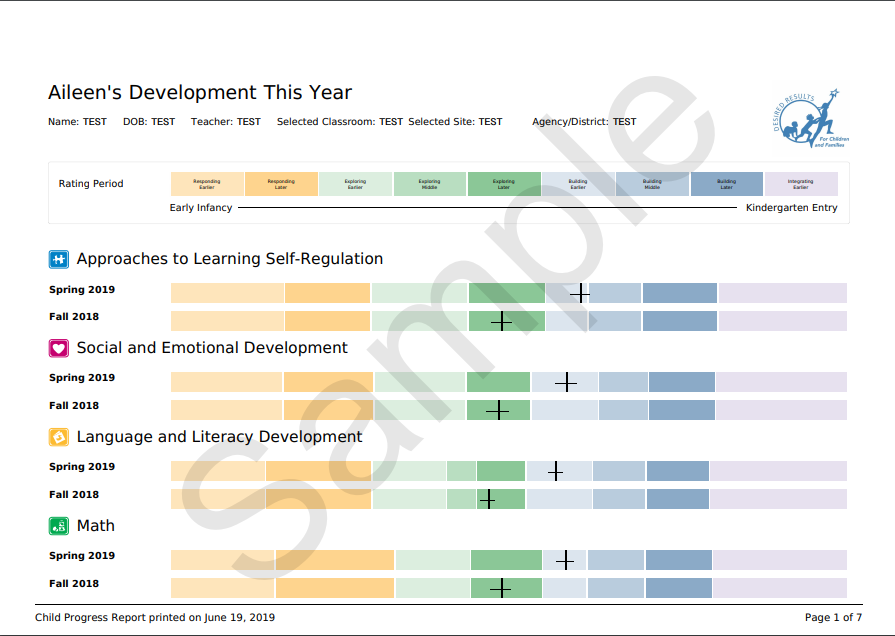 Aileen's Development This Year
Name: TEST DOB: TEST Teacher: TEST Selected Classroom: TEST Selected Site: TEST Agency/District: TEST
DESIRED RESULTS
For Children
and Families
Rating Period
Responding Earlier
Responding Later
Exploring Earlier
Exploring Middle
Exploring Later
Building Earlier
Building Middle
Building Later
Integrating Earlier
Early Infancy
Kindergarten Entry
Approaches to Learning Self-Regulation
Spring 2019
Fall 2018
Social and Emotional Development
Spring 2019
Fall 2018
Language and Literacy Development
Spring 2019
Fall 2018
Math
Spring 2019
Fall 2018
Sample
Child Progress Report printed on June 19, 2019
Page 1 of 7